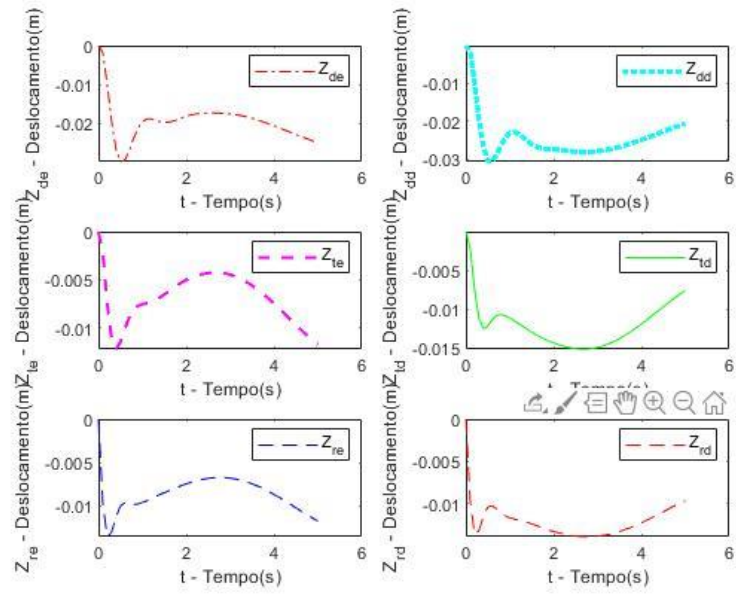 Z_de - Deslocamento(m)
0
-0.01
-0.02
Z_de
0 2 4 6
t - Tempo(s)
Z_dd - Deslocamento(m)
0
-0.01
-0.02
-0.03
Z_dd
0 2 4 6
t - Tempo(s)
Z_te - Deslocamento(m)
0
-0.005
-0.01
Z_te
0 2 4 6
t - Tempo(s)
Z_td - Deslocamento(m)
0
-0.005
-0.01
-0.015
Z_td
0 2 4 6
t - Tempo(s)
Z_re - Deslocamento(m)
0
-0.005
-0.01
Z_re
0 2 4 6
t - Tempo(s)
Z_rd - Deslocamento(m)
0
-0.005
-0.01
Z_rd
0 2 4 6
t - Tempo(s)